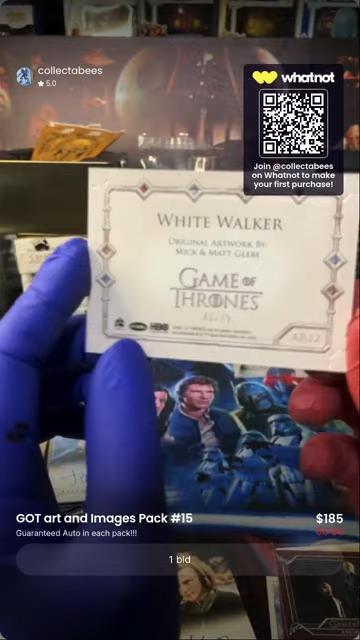 collectabees
5.0
whatnot
Join @collectabees
on Whatnot to make
your first purchase!
WHITE WALKER
ORIGINAL ARTWORK BY:
MICK & MATT GLEBE
GAME OF
THRONES
HBO
GOT art and Images Pack #15
$185
Guaranteed Auto in each pack!!!
1 bid